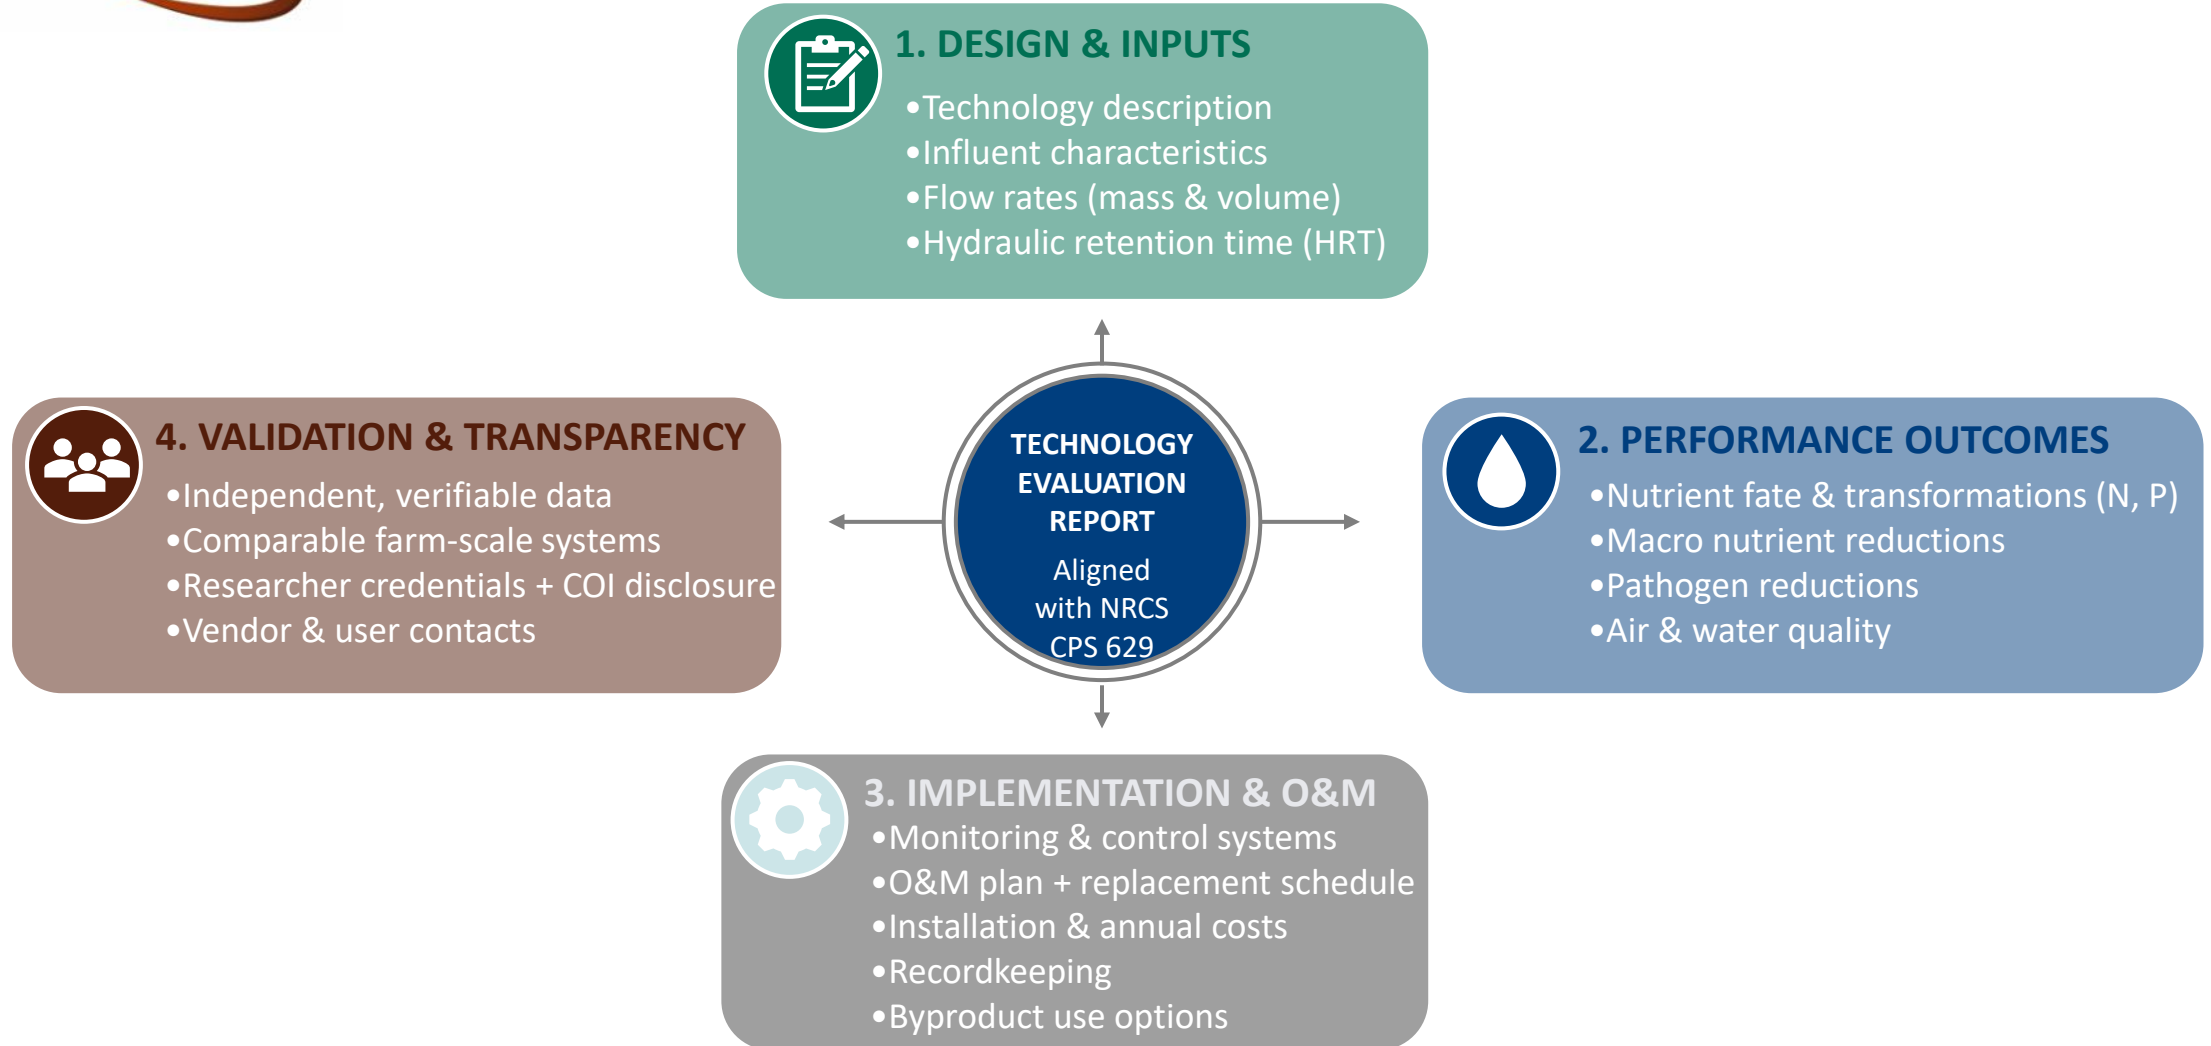 1. DESIGN & INPUTS
•Technology description
•Influent characteristics
•Flow rates (mass & volume)
•Hydraulic retention time (HRT)
TECHNOLOGY
EVALUATION
REPORT
Aligned
with NRCS
CPS 629
2. PERFORMANCE OUTCOMES
•Nutrient fate & transformations (N, P)
•Macro nutrient reductions
•Pathogen reductions
•Air & water quality
3. IMPLEMENTATION & O&M
•Monitoring & control systems
•O&M plan + replacement schedule
•Installation & annual costs
•Recordkeeping
•Byproduct use options
4. VALIDATION & TRANSPARENCY
•Independent, verifiable data
•Comparable farm-scale systems
•Researcher credentials + COI disclosure
•Vendor & user contacts